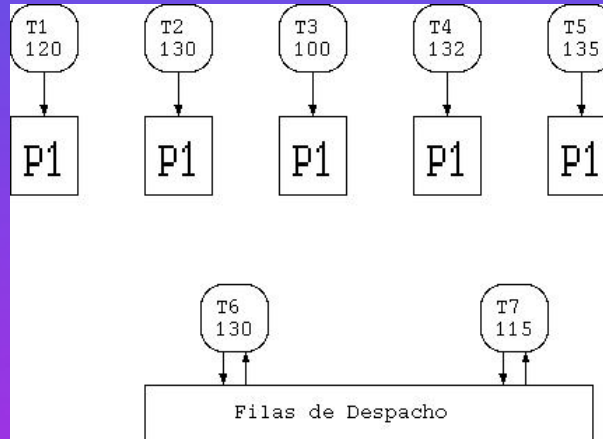 T1
120
T2
130
T3
100
T4
132
T5
135
P1
P1
P1
P1
P1
T6
130
T7
115
Filas de Despacho